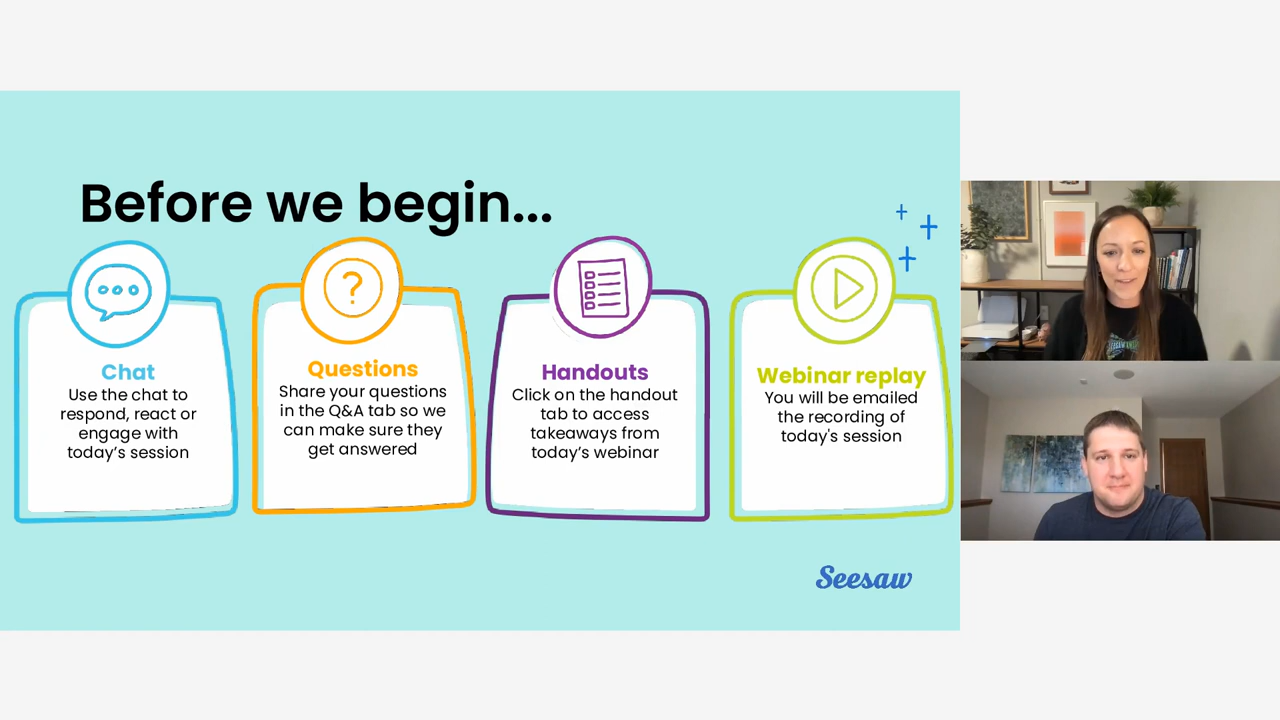 Before we begin...
Chat
Use the chat to
respond, react or
engage with
today’s session
Questions
Share your questions
in the Q&A tab so we
can make sure they
get answered
Handouts
Click on the handout
tab to access
takeaways from
today’s webinar
Webinar replay
You will be emailed
the recording of
today's session
Seesaw